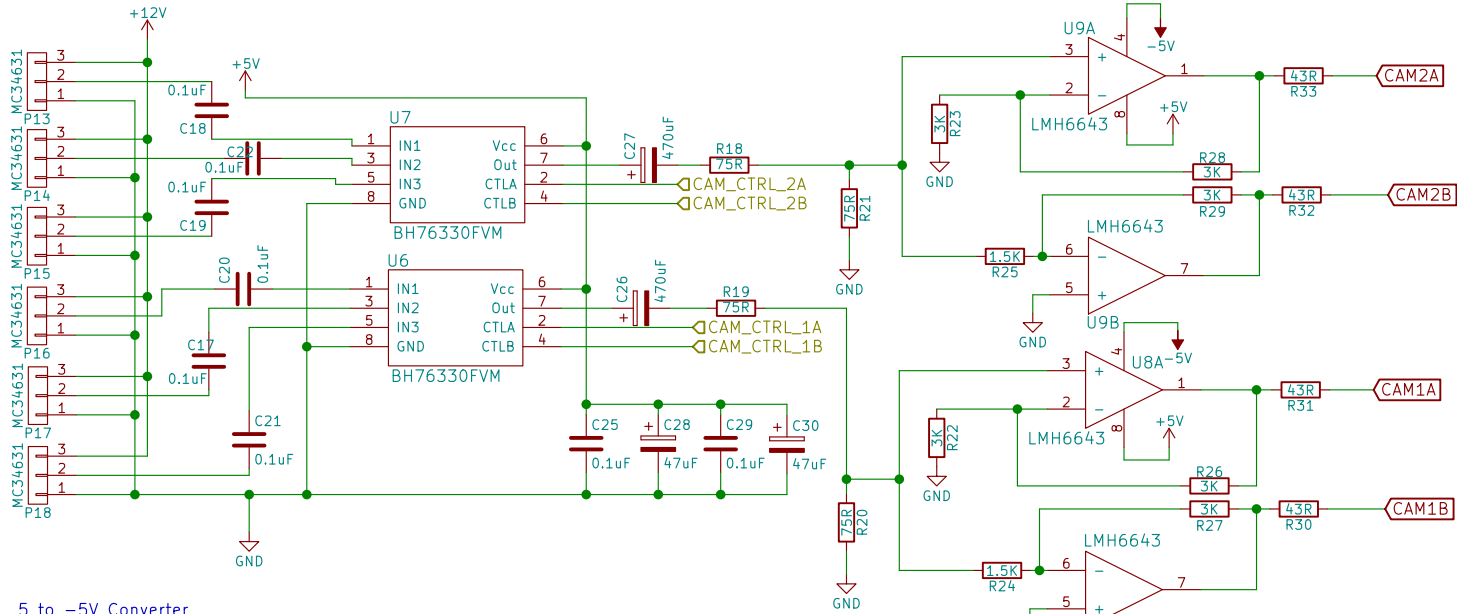 +12V
MC34631
3
2
1
P13
MC34631
3
2
1
P14
MC34631
3
2
1
P15
MC34631
3
2
1
P16
MC34631
3
2
1
P17
MC34631
3
2
1
P18
+5V
0.1uF
C18
C22
0.1uF
0.1uF
C19
C20
0.1uF
C17
0.1uF
C21
0.1uF
GND
U7
1 IN1 Vcc 6
3 IN2 Out 7
5 IN3 CTLA 2
8 GND CTLB 4
BH76330FVM
U6
1 IN1 Vcc 6
3 IN2 Out 7
5 IN3 CTLA 2
8 GND CTLB 4
BH76330FVM
C27
470uF
+
R18
75R
CAM_CTRL_2A
CAM_CTRL_2B
C26
470uF
+
R19
75R
CAM_CTRL_1A
CAM_CTRL_1B
C25
0.1uF
+ C28
47uF
C29
0.1uF
+ C30
47uF
75R
R21
GND
75R
R20
GND
U9A
4
-5V
3 +
2 −
1
8
+5V
LMH6643
3K
R23
GND
43R
R33
CAM2A
R28
3K
3K
R29
43R
R32
CAM2B
LMH6643
1.5K
R25
6 −
5 +
7
U9B
GND
U8A
4
-5V
3 +
2 −
1
8
+5V
LMH6643
3K
R22
GND
43R
R31
CAM1A
R26
3K
3K
R27
43R
R30
CAM1B
LMH6643
1.5K
R24
6 −
5 +
7
5 to -5V Converter